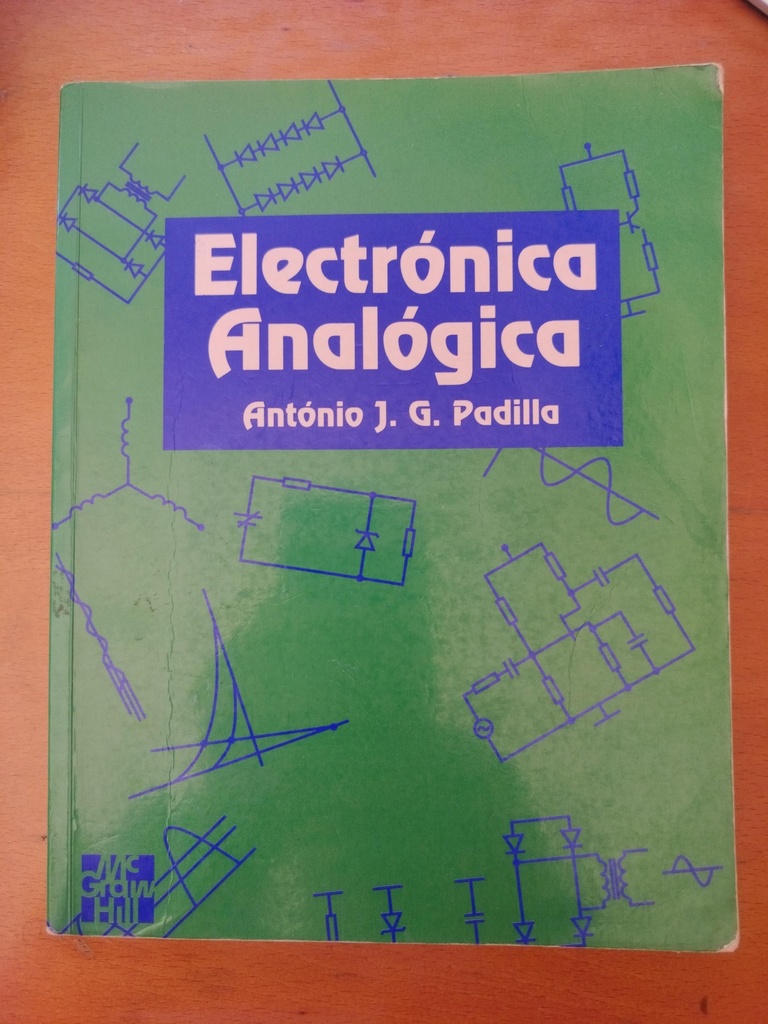 Electrónica
Analógica
António J. G. Padilla
Mc
Graw
Hill